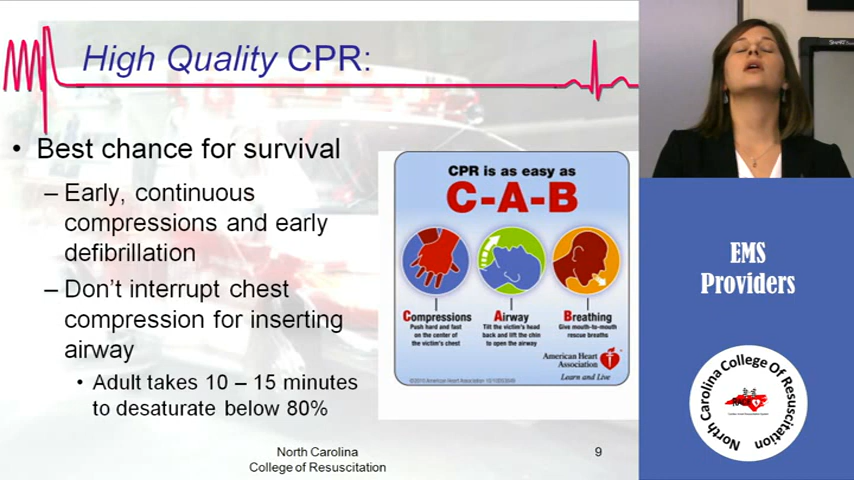 High Quality CPR:
• Best chance for survival
– Early, continuous
compressions and early
defibrillation
– Don't interrupt chest
compression for inserting
airway
• Adult takes 10 – 15 minutes
to desaturate below 80%
CPR is as easy as
C-A-B
Compressions
Push hard and fast
on the center of
the victim's chest
Airway
Tilt the victim's head
back and lift the chin
to open the airway
Breathing
Give mouth-to-mouth
rescue breaths
American Heart
Association
Learn and Live
North Carolina
College of Resuscitation
9
EMS
Providers
North Carolina College Of Resuscitation